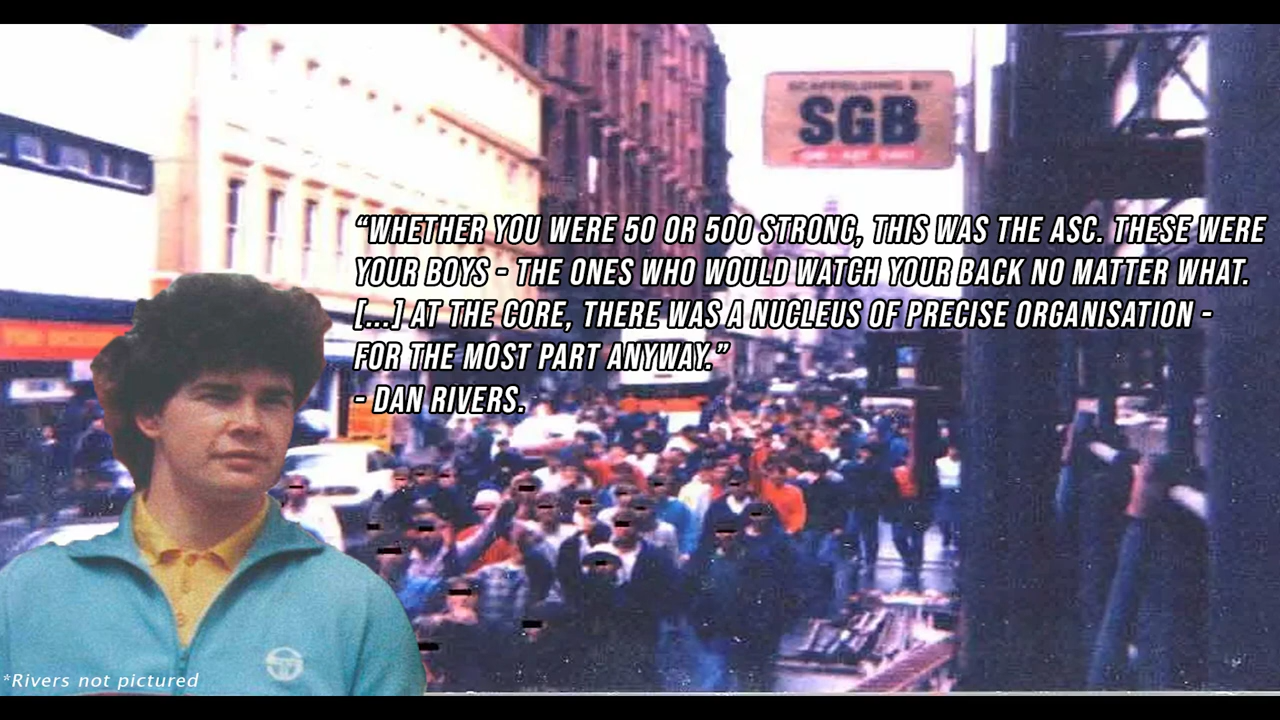 SCAFFOLDING BY
SGB
“WHETHER YOU WERE 50 OR 500 STRONG, THIS WAS THE ASC. THESE WERE
YOUR BOYS - THE ONES WHO WOULD WATCH YOUR BACK NO MATTER WHAT.
[...] AT THE CORE, THERE WAS A NUCLEUS OF PRECISE ORGANISATION -
FOR THE MOST PART ANYWAY.”
- DAN RIVERS.
*Rivers not pictured